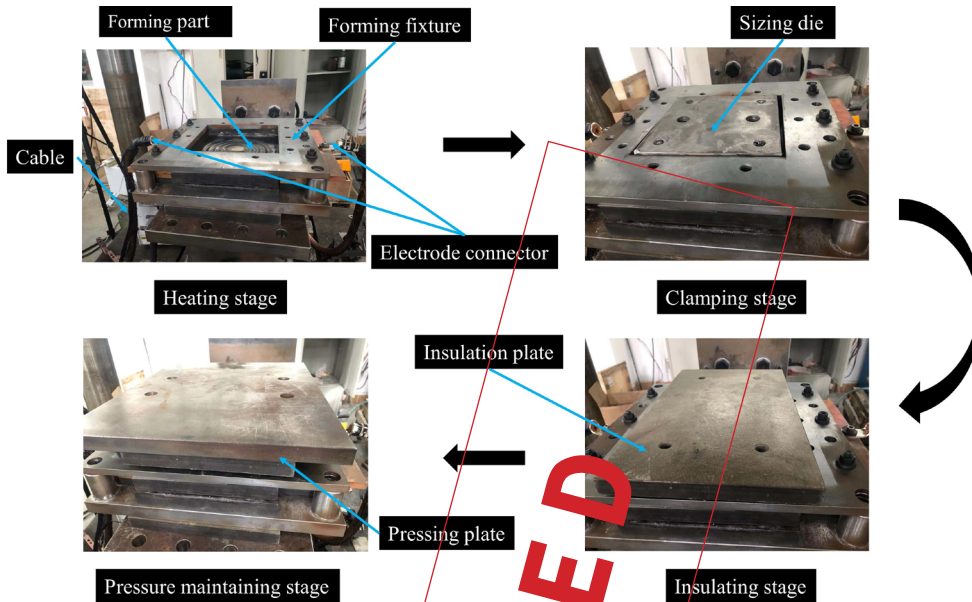 Forming part
Forming fixture
Sizing die
Cable
Electrode connector
Heating stage
Clamping stage
Insulation plate
Pressing plate
Pressure maintaining stage
Insulating stage
ED